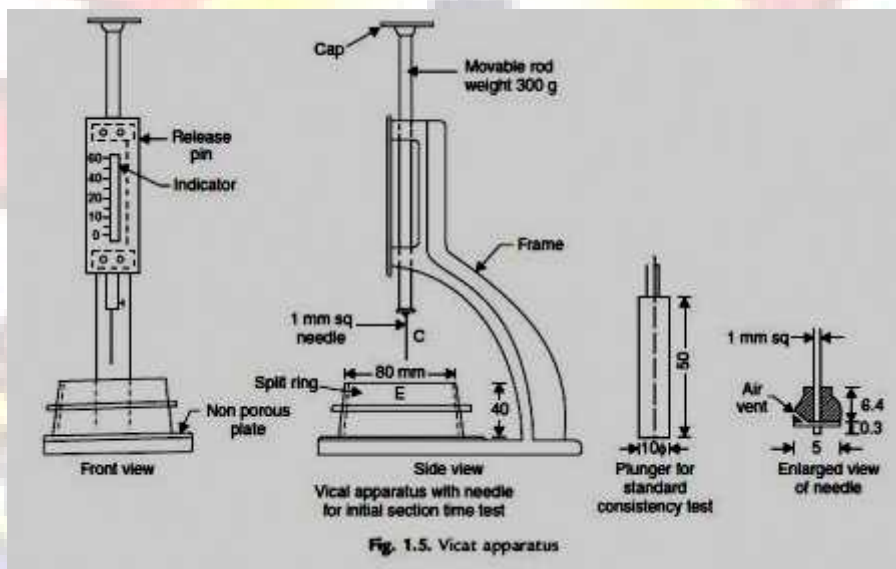 Cap
Movable rod
weight 300 g
Release
pin
60
40
20
10
0
Indicator
Frame
1 mm sq
needle
C
80 mm
Split ring
E
40
Non porous
plate
Front view
Side view
Vical apparatus with needle
for initial section time test
50
10ϕ
Plunger for
standard
consistency test
1 mm sq
Air
vent
6.4
0.3
5
Enlarged view
of needle
Fig. 1.5. Vicat apparatus